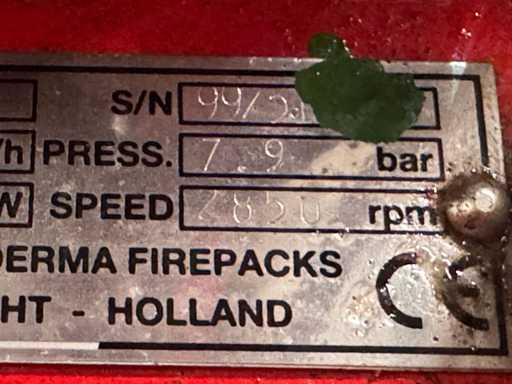 S/N
/h PRESS. 7.9 bar
W SPEED 2850 rpm
DERMA FIREPACKS
HT - HOLLAND CE